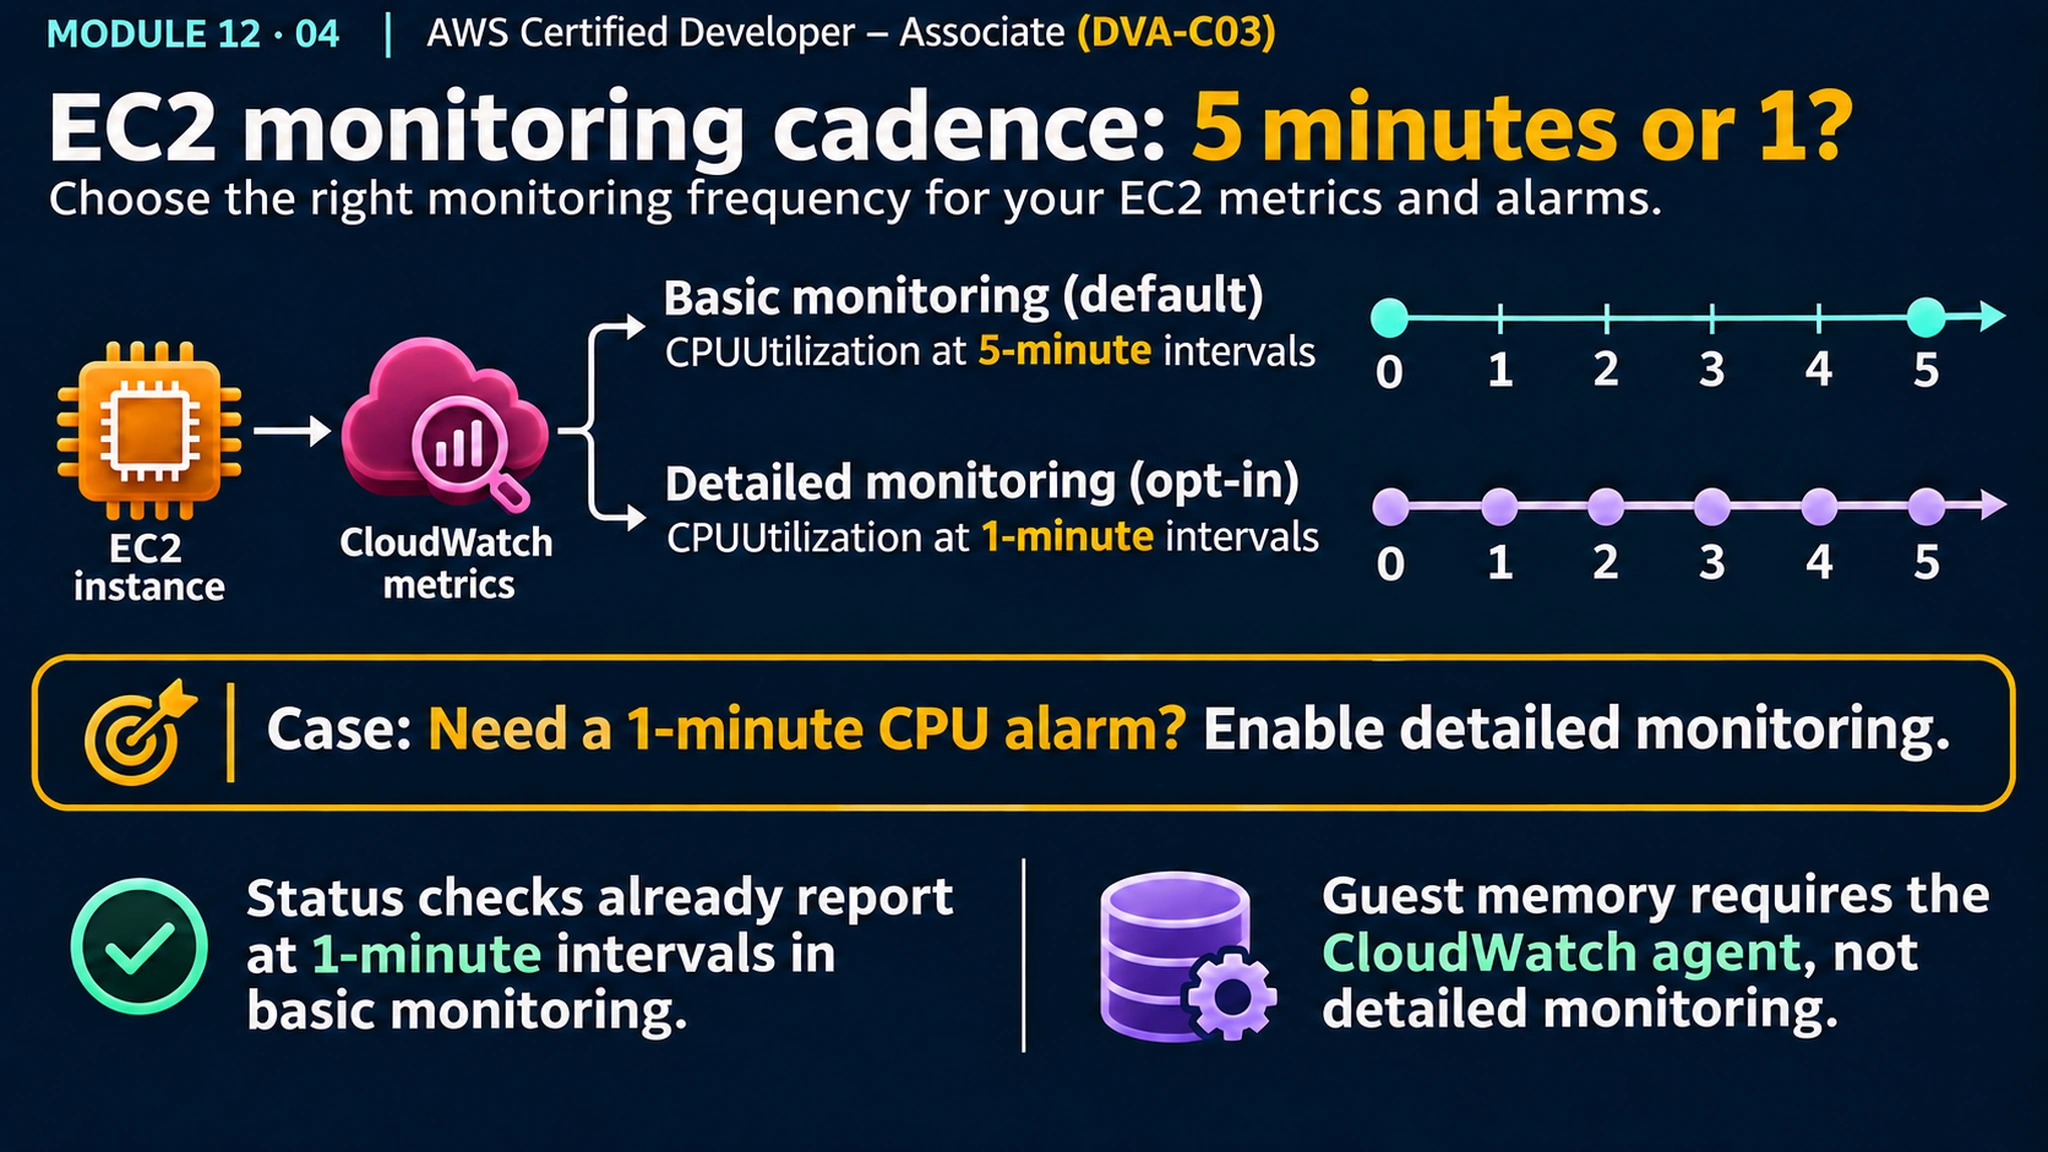 MODULE 12 · 04 | AWS Certified Developer – Associate (DVA-C03)
EC2 monitoring cadence: 5 minutes or 1?
Choose the right monitoring frequency for your EC2 metrics and alarms.
EC2
instance
CloudWatch
metrics
Basic monitoring (default)
CPUUtilization at 5-minute intervals
0 1 2 3 4 5
Detailed monitoring (opt-in)
CPUUtilization at 1-minute intervals
0 1 2 3 4 5
Case: Need a 1-minute CPU alarm? Enable detailed monitoring.
Status checks already report
at 1-minute intervals in
basic monitoring.
Guest memory requires the
CloudWatch agent, not
detailed monitoring.